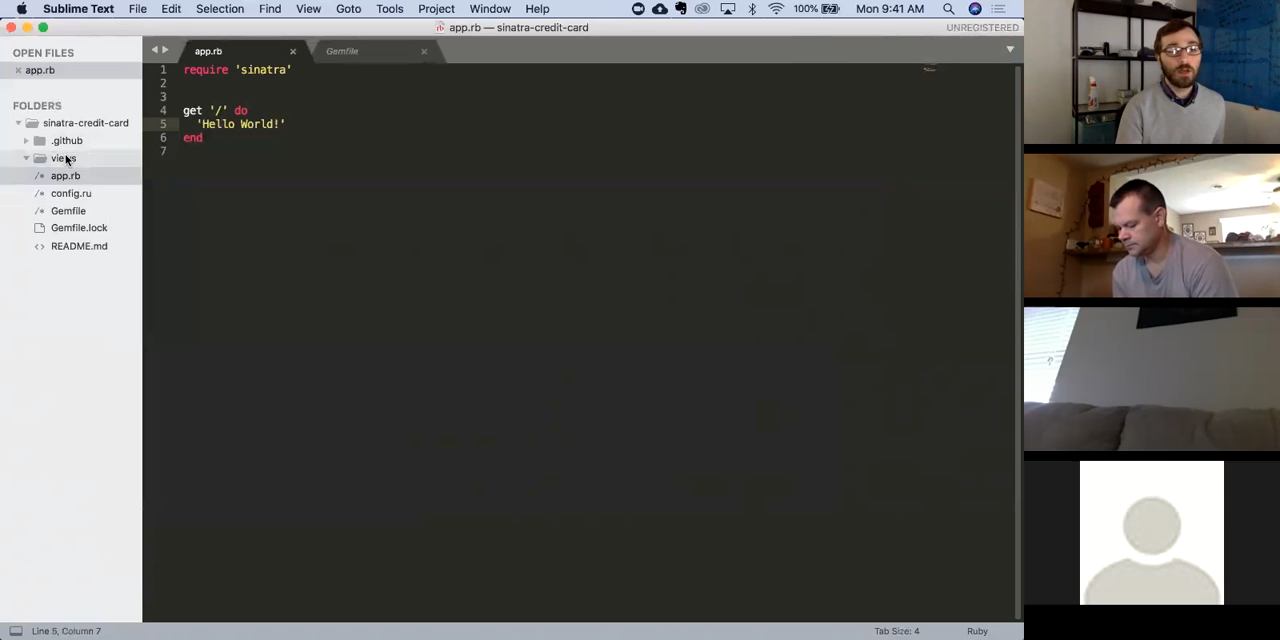 Sublime Text File Edit Selection Find View Goto Tools Project Window Help 100% Mon 9:41 AM
app.rb — sinatra-credit-card UNREGISTERED
OPEN FILES
× app.rb
FOLDERS
sinatra-credit-card
.github
views
/* app.rb
/* config.ru
/* Gemfile
Gemfile.lock
<> README.md
app.rb × Gemfile ×
1 require 'sinatra'
2
3
4 get '/' do
5 'Hello World!'
6 end
7
Line 5, Column 7 Tab Size: 4 Ruby